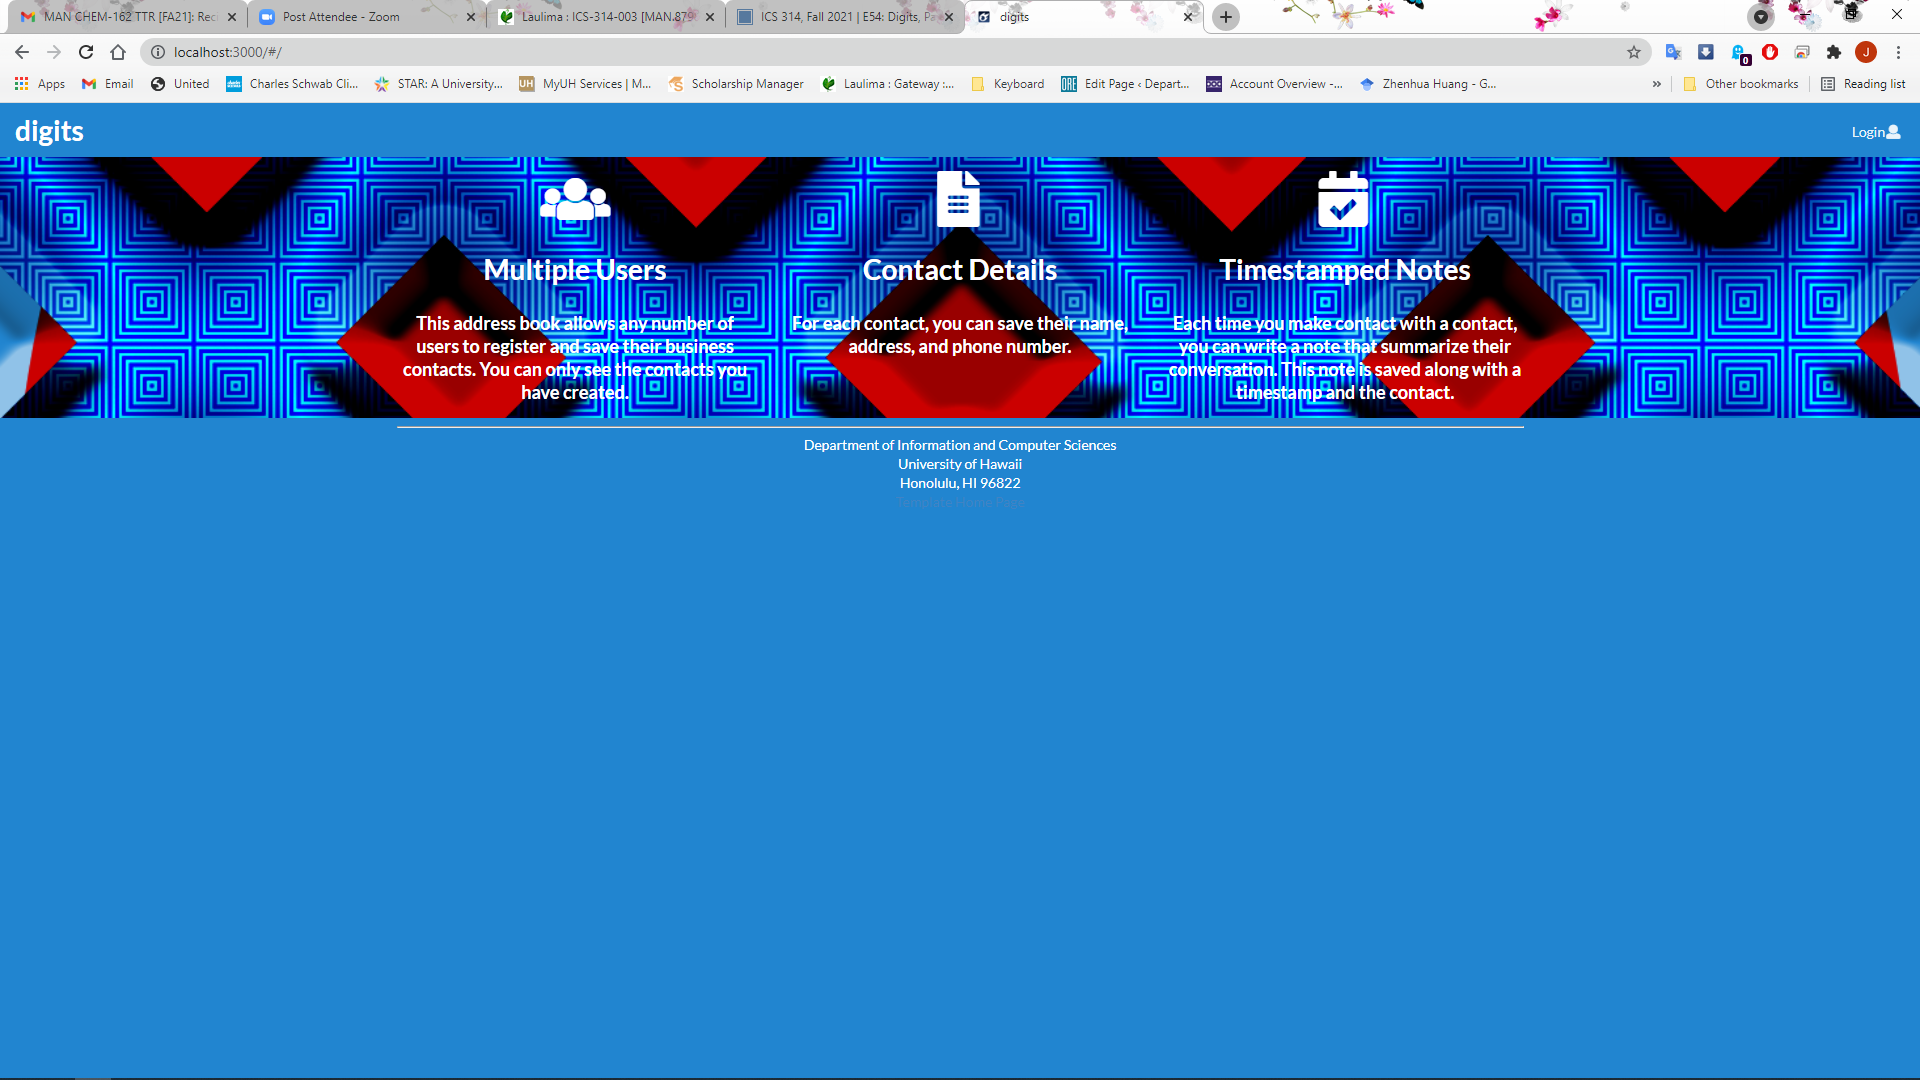 MAN CHEM-162 TTR [FA21]: Rec
Post Attendee - Zoom
Laulima : ICS-314-003 [MAN.879
ICS 314, Fall 2021 | E54: Digits, Pa
digits
localhost:3000/#/
J
Apps
Email
United
Charles Schwab Cli...
STAR: A University...
UH
MyUH Services | M...
Scholarship Manager
Laulima : Gateway :...
Keyboard
Edit Page ‹ Depart...
Account Overview -...
Zhenhua Huang - G...
»
Other bookmarks
Reading list
0
digits
Login
Multiple Users
This address book allows any number of
users to register and save their business
contacts. You can only see the contacts you
have created.
Contact Details
For each contact, you can save their name,
address, and phone number.
Timestamped Notes
Each time you make contact with a contact,
you can write a note that summarize their
conversation. This note is saved along with a
timestamp and the contact.
Department of Information and Computer Sciences
University of Hawaii
Honolulu, HI 96822
Template Home Page